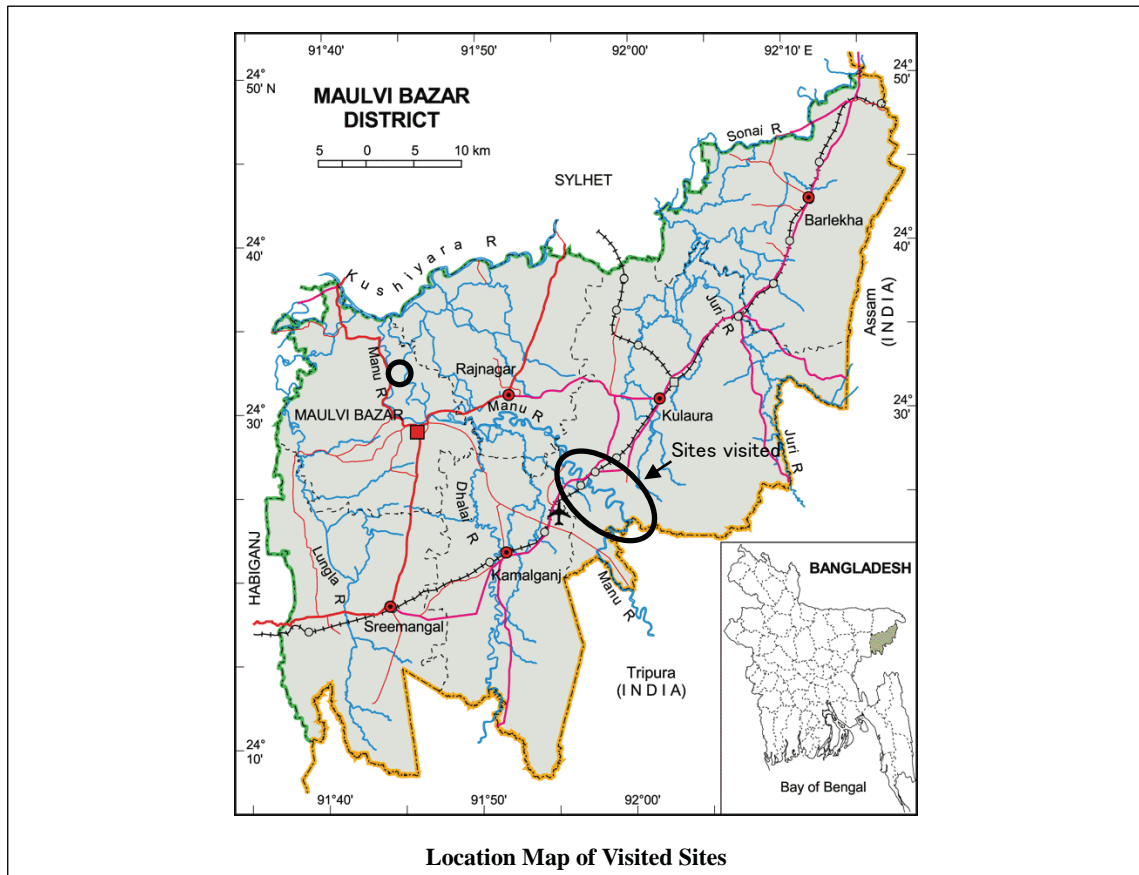 91°40' 91°50' 92°00' 92°10' E
24°
50' N
24°
50'
MAULVI BAZAR
DISTRICT
5 0 5 10 km
Sonai R
SYLHET
Barlekha
24°
40'
24°
40'
Kushiyara R
Juri R
Assam
(INDIA)
Manu R
Rajnagar
Manu R
MAULVI BAZAR
24°
30'
24°
30'
Kulaura
Sites visited
Juri R
Dhalai R
Lungla R
HABIGANJ
Kamalganj
Manu R
Sreemangal
BANGLADESH
Tripura
(INDIA)
24°
10'
Bay of Bengal
91°40' 91°50' 92°00'
Location Map of Visited Sites